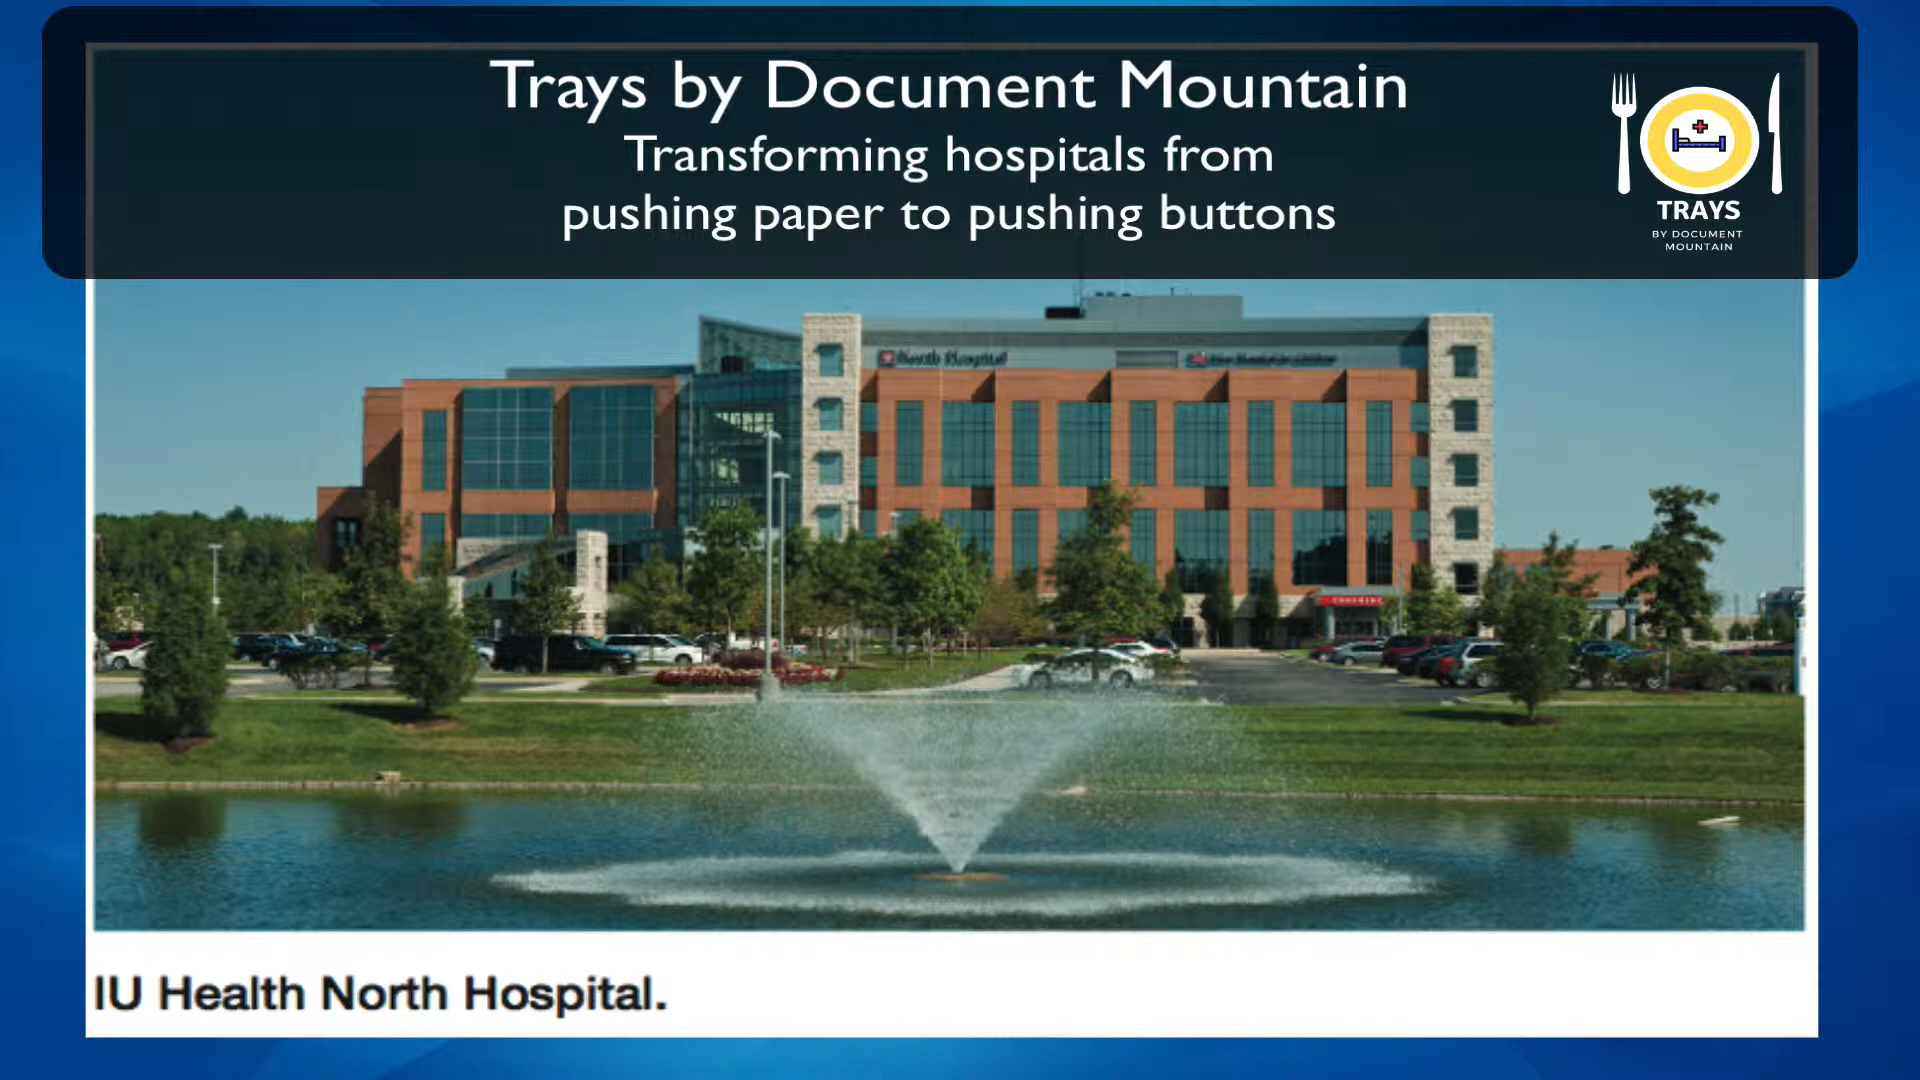 Trays by Document Mountain
Transforming hospitals from
pushing paper to pushing buttons
TRAYS
BY DOCUMENT
MOUNTAIN
North Hospital
IU Health North Hospital.